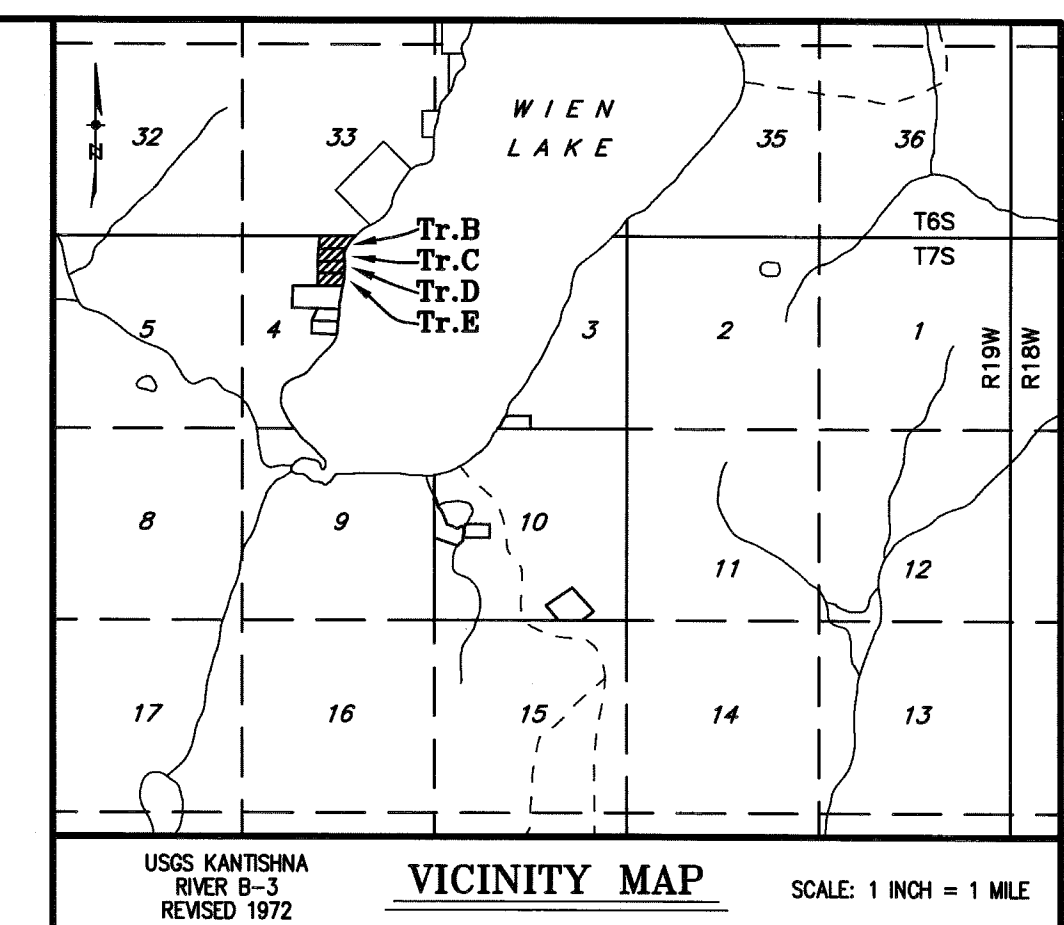 WIEN
LAKE
N
32
33
35
36
Tr.B
Tr.C
Tr.D
Tr.E
T6S
T7S
5
4
3
2
1
R19W
R18W
8
9
10
11
12
17
16
15
14
13
USGS KANTISHNA
RIVER B-3
REVISED 1972
VICINITY MAP
SCALE: 1 INCH = 1 MILE